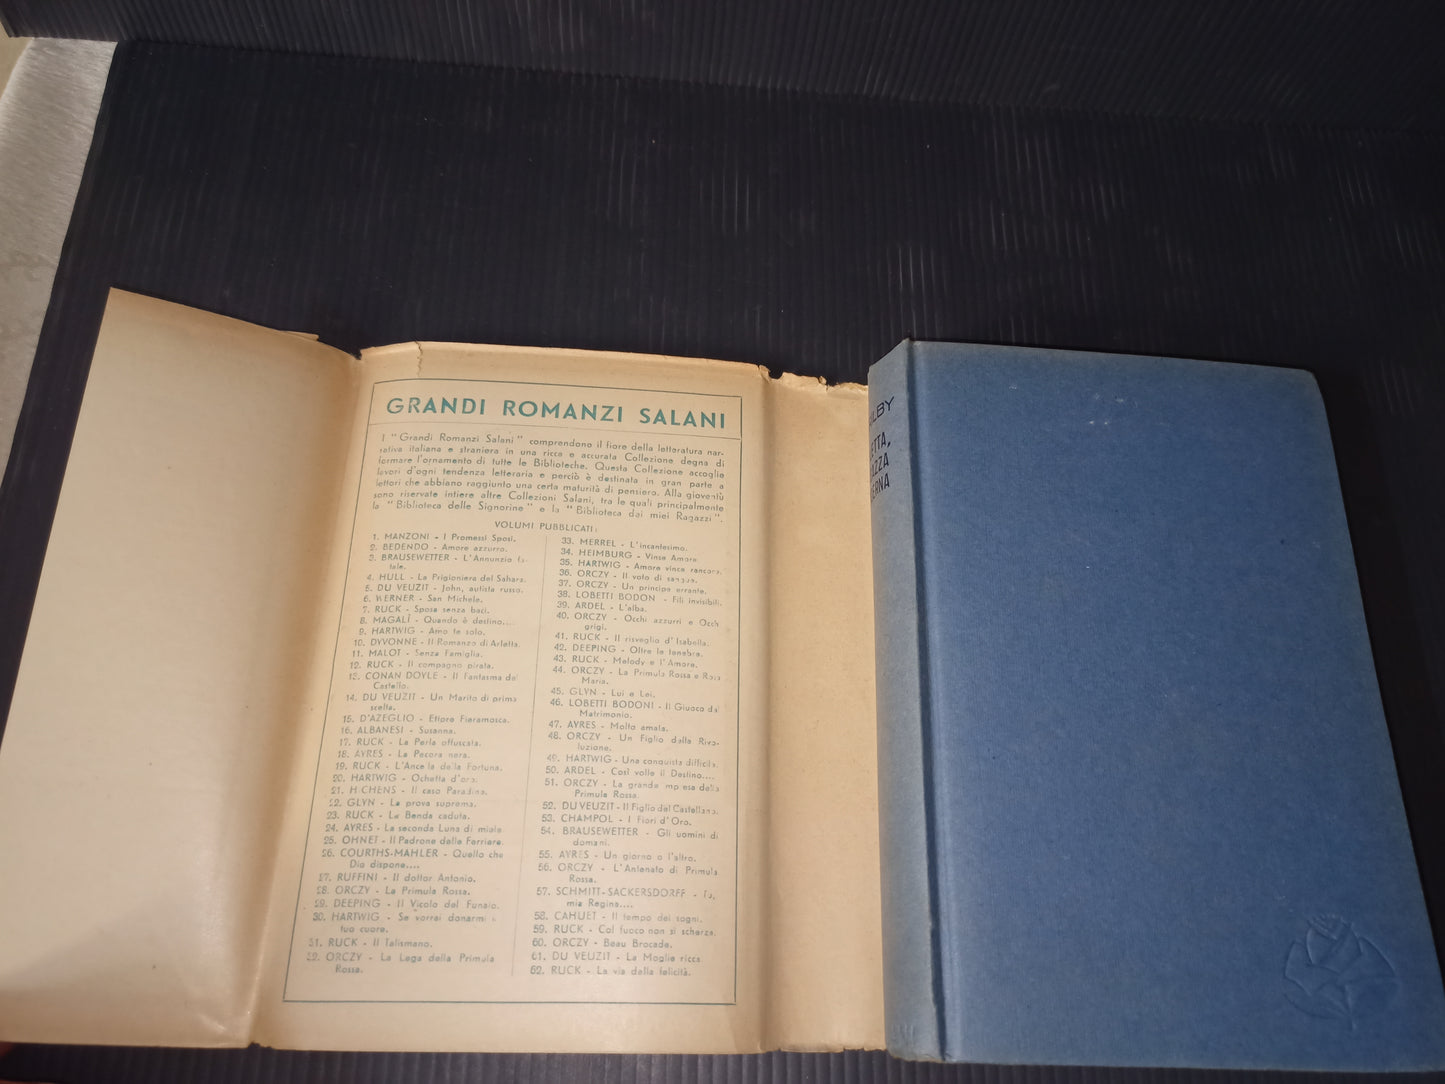 GRANDI ROMANZI SALANI
I "Grandi Romanzi Salani" comprendono il fiore della letteratura nar-
rativa italiana e straniera in una ricca e accurata Collezione degna di
formare l'ornamento di tutte le Biblioteche. Questa Collezione accoglie
lavori d'ogni tendenza letteraria e perciò è destinata in gran parte a
lettori che abbiano raggiunto una certa maturità di pensiero. Alla gioventù
sono riservate intiere altre Collezioni Salani, tra le quali principalmente
la "Biblioteca delle Signorine" e la "Biblioteca dei miei Ragazzi".
VOLUMI PUBBLICATI:
1. MANZONI - I Promessi Sposi.
2. BEDENDO - Amore azzurro.
3. BRAUSEWETTER - L'Annunzio fa-
tale.
4. HULL - La Prigioniera del Sahara.
5. DU VEUZIT - John, autista russo.
6. WERNER - San Michele.
7. RUCK - Sposa senza baci.
8. MAGALÌ - Quando è destino....
9. HARTWIG - Amo te solo.
10. DYVONNE - Il Romanzo di Arletta.
11. MALOT - Senza Famiglia.
12. RUCK - Il compagno pirata.
13. CONAN DOYLE - Il Fantasma del
Castello.
14. DU VEUZIT - Un Marito di prima
scelta.
15. D'AZEGLIO - Ettore Fieramosca.
16. ALBANESI - Susanna.
17. RUCK - La Perla offuscata.
18. AYRES - La Pecora nera.
19. RUCK - L'Ancella della Fortuna.
20. HARTWIG - Ochetta d'oro.
21. HICHENS - Il caso Paradina.
22. GLYN - La prova suprema.
23. RUCK - La Benda caduta.
24. AYRES - La seconda Luna di miele
25. OHNET - Il Padrone delle Ferriere.
26. COURTHS-MAHLER - Quello che
Dio dispone....
27. RUFFINI - Il dottor Antonio.
28. ORCZY - La Primula Rossa.
29. DEEPING - Il Vicolo del Funaio.
30. HARTWIG - Se vorrai donarmi il
tuo cuore.
31. RUCK - Il Talismano.
32. ORCZY - La Lega della Primula
Rossa.
33. MERREL - L'incantesimo.
34. HEIMBURG - Vince Amore.
35. HARTWIG - Amore vince rancore.
36. ORCZY - Il voto di sangue.
37. ORCZY - Un principe errante.
38. LOBETTI BODON - Fili invisibili.
39. ARDEL - L'alba.
40. ORCZY - Occhi azzurri e Occhi
grigi.
41. RUCK - Il risveglio d'Isabella.
42. DEEPING - Oltre le tenebre.
43. RUCK - Melody e l'Amore.
44. ORCZY - La Primula Rossa e Rosa
Maria.
45. GLYN - Lui e Lei.
46. LOBETTI BODONI - Il Giuoco del
Matrimonio.
47. AYRES - Molto amata.
48. ORCZY - Un Figlio della Rivo-
luzione.
49. HARTWIG - Una conquista difficile.
50. ARDEL - Così volle il Destino....
51. ORCZY - La grande impresa della
Primula Rossa.
52. DU VEUZIT - Il Figlio del Castellano.
53. CHAMPOL - I Fiori d'Oro.
54. BRAUSEWETTER - Gli uomini di
domani.
55. AYRES - Un giorno o l'altro.
56. ORCZY - L'Antenato di Primula
Rossa.
57. SCHMITT-SACKERSDORFF - Tu,
mia Regina....
58. CAHUET - Il tempo dei sogni.
59. RUCK - Col fuoco non si scherza.
60. ORCZY - Beau Brocade.
61. DU VEUZIT - La Moglie ricca
62. RUCK - La via della felicità.
LBY
ETTA,
AZZA
ERNA